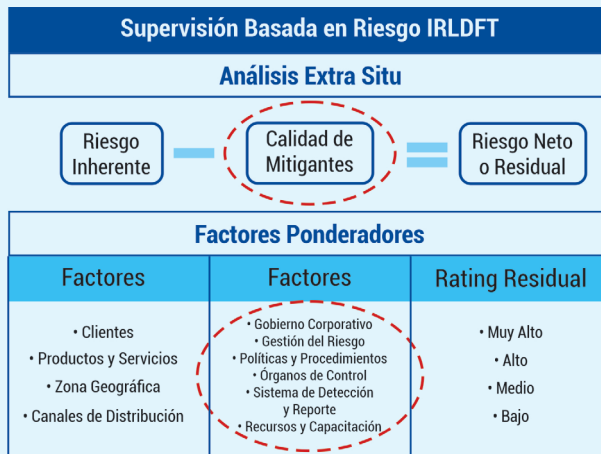 Supervisión Basada en Riesgo IRLDFT
Análisis Extra Situ
Riesgo
Inherente
Calidad de
Mitigantes
Riesgo Neto
o Residual
Factores Ponderadores
Factores
• Clientes
• Productos y Servicios
• Zona Geográfica
• Canales de Distribución
Factores
• Gobierno Corporativo
• Gestión del Riesgo
• Políticas y Procedimientos
• Órganos de Control
• Sistema de Detección
y Reporte
• Recursos y Capacitación
Rating Residual
• Muy Alto
• Alto
• Medio
• Bajo